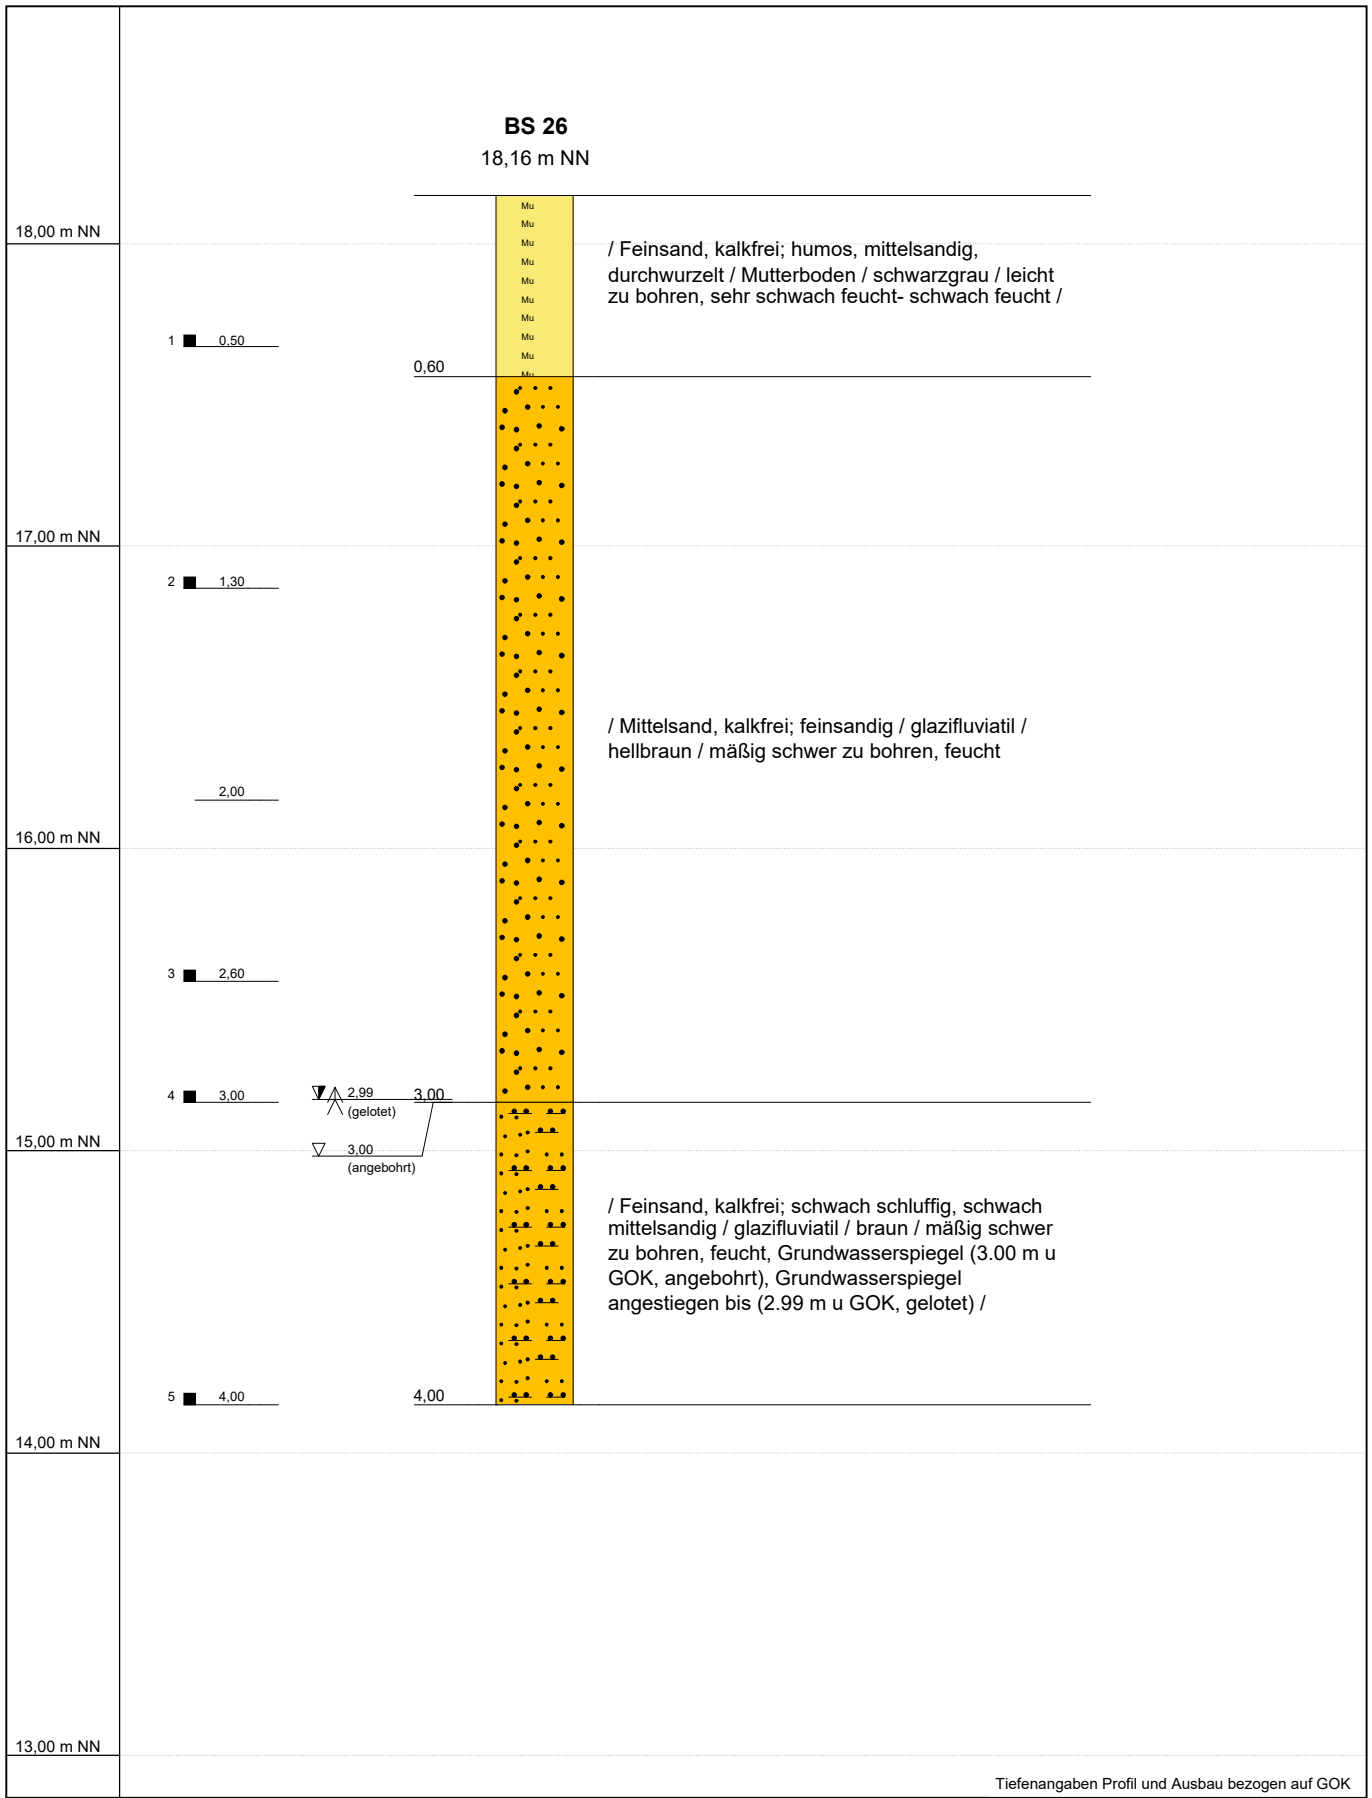 BS 26
18,16 m NN
Mu
Mu
18,00 m NN
Mu
/ Feinsand, kalkfrei; humos, mittelsandig,
Mu
durchwurzelt / Mutterboden / schwarzgrau / leicht
Mu
zu bohren, sehr schwach feucht- schwach feucht /
Mu
Mu
1 0,50
Mu
Mu
0,60
Mu
17,00 m NN
2 1,30
/ Mittelsand, kalkfrei; feinsandig / glazifluviatil /
hellbraun / mäßig schwer zu bohren, feucht
2,00
16,00 m NN
3 2,60
4 3,00
2,99
(gelotet)
3,00
15,00 m NN
3,00
(angebohrt)
/ Feinsand, kalkfrei; schwach schluffig, schwach
mittelsandig / glazifluviatil / braun / mäßig schwer
zu bohren, feucht, Grundwasserspiegel (3.00 m u
GOK, angebohrt), Grundwasserspiegel
angestiegen bis (2.99 m u GOK, gelotet) /
5 4,00
4,00
14,00 m NN
13,00 m NN
Tiefenangaben Profil und Ausbau bezogen auf GOK